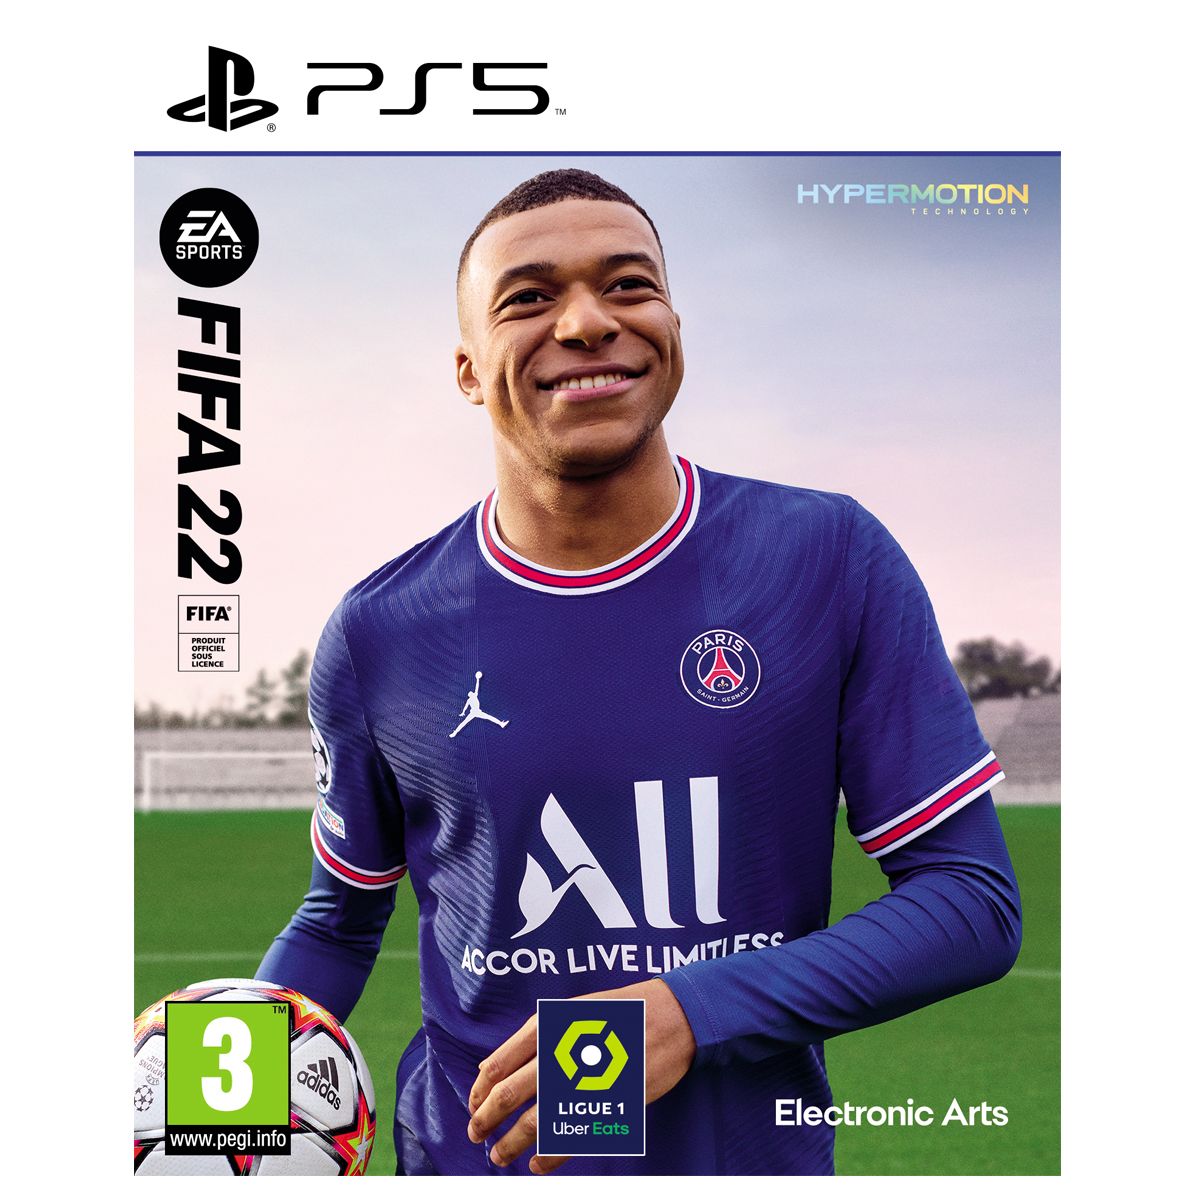 PS5
HYPERMOTION
TECHNOLOGY
EA
SPORTS
FIFA 22
FIFA
PRODUIT
OFFICIEL
SOUS
LICENCE
PARIS
SAINT-GERMAIN
ALL
ACCOR LIVE LIMITLESS
3
www.pegi.info
adidas
LIGUE 1
Uber Eats
Electronic Arts